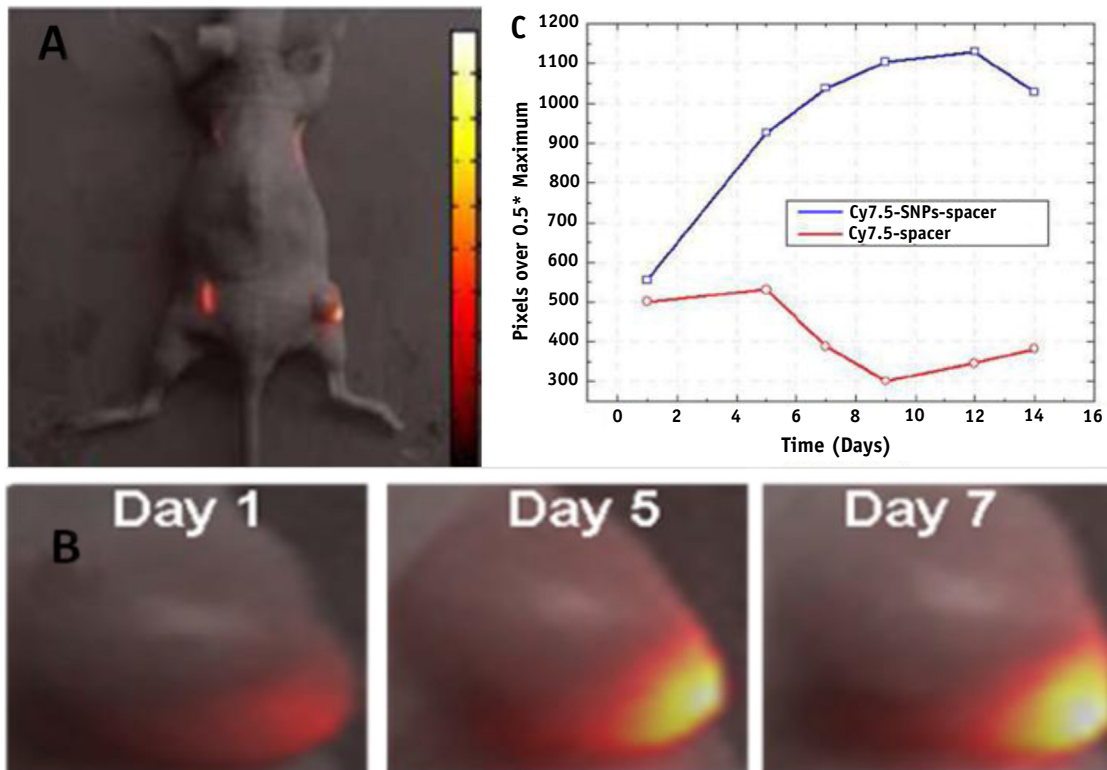 A
C
1200
1100
1000
900
800
700
600
500
400
300
Pixels over 0.5* Maximum
Cy7.5-SNPs-spacer
Cy7.5-spacer
0 2 4 6 8 10 12 14 16
Time (Days)
B
Day 1
Day 5
Day 7